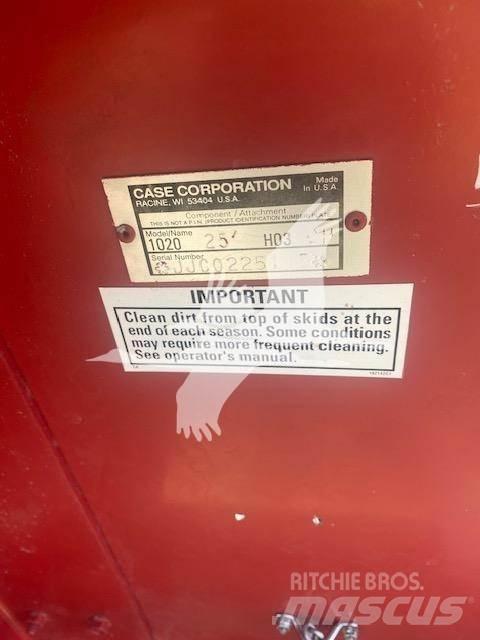 CASE CORPORATION
RACINE, WI 53404 U.S.A.
Made
in U.S.A.
Component / Attachment
THIS IS NOT A P.I.N. (PRODUCT IDENTIFICATION NUMBER) PLATE
Model/Name
1020 25' H03
Serial Number
IMPORTANT
Clean dirt from top of skids at the
end of each season. Some conditions
may require more frequent cleaning.
See operator's manual.
RITCHIE BROS.
MASCUS